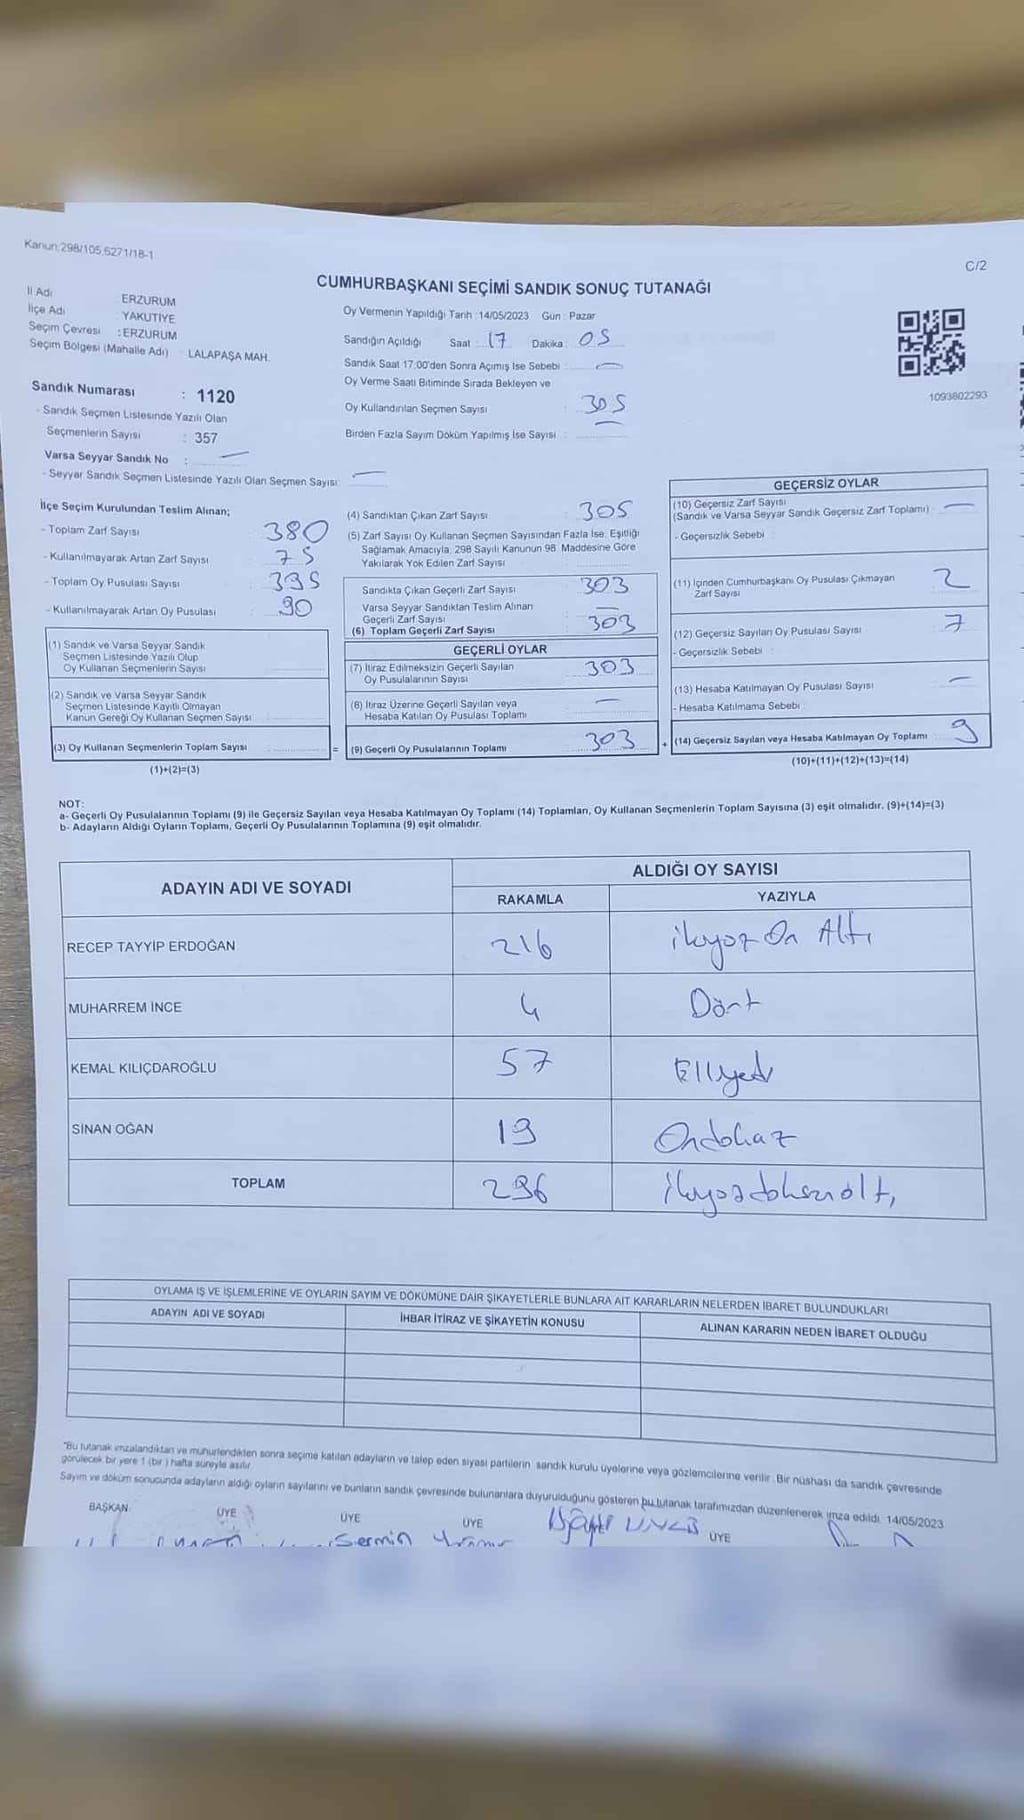 Kanun:298/105,6271/18-1
C/2
CUMHURBAŞKANI SEÇİMİ SANDIK SONUÇ TUTANAĞI
İl Adı : ERZURUM
İlçe Adı : YAKUTİYE
Seçim Çevresi : ERZURUM
Seçim Bölgesi (Mahalle Adı) : LALAPAŞA MAH.
Sandık Numarası : 1120
- Sandık Seçmen Listesinde Yazılı Olan
Seçmenlerin Sayısı : 357
Varsa Seyyar Sandık No : —
- Seyyar Sandık Seçmen Listesinde Yazılı Olan Seçmen Sayısı: —
Oy Vermenin Yapıldığı Tarih :14/05/2023 Gün : Pazar
Sandığın Açıldığı Saat : 17 Dakika : 05
Sandık Saat 17:00'den Sonra Açımış İse Sebebi : —
Oy Verme Saati Bitiminde Sırada Bekleyen ve
Oy Kullandırılan Seçmen Sayısı : 305
Birden Fazla Sayım Döküm Yapılmış İse Sayısı :
1093802293
İlçe Seçim Kurulundan Teslim Alınan;
- Toplam Zarf Sayısı : 380
- Kullanılmayarak Artan Zarf Sayısı : 75
- Toplam Oy Pusulası Sayısı : 395
- Kullanılmayarak Artan Oy Pusulası : 90
(1) Sandık ve Varsa Seyyar Sandık
Seçmen Listesinde Yazılı Olup
Oy Kullanan Seçmenlerin Sayısı
(2) Sandık ve Varsa Seyyar Sandık
Seçmen Listesinde Kayıtlı Olmayan
Kanun Gereği Oy Kullanan Seçmen Sayısı:
(3) Oy Kullanan Seçmenlerin Toplam Sayısı
(1)+(2)=(3)
=
(4) Sandıktan Çıkan Zarf Sayısı : 305
(5) Zarf Sayısı Oy Kullanan Seçmen Sayısından Fazla İse, Eşitliği
Sağlamak Amacıyla, 298 Sayılı Kanunun 98. Maddesine Göre
Yakılarak Yok Edilen Zarf Sayısı :
Sandıkta Çıkan Geçerli Zarf Sayısı : 303
Varsa Seyyar Sandıktan Teslim Alınan
Geçerli Zarf Sayısı : —
(6) Toplam Geçerli Zarf Sayısı : 303
GEÇERLİ OYLAR
(7) İtiraz Edilmeksizin Geçerli Sayılan
Oy Pusulalarının Sayısı : 303
(8) İtiraz Üzerine Geçerli Sayılan veya
Hesaba Katılan Oy Pusulası Toplamı : —
(9) Geçerli Oy Pusulalarının Toplamı : 303
+
GEÇERSİZ OYLAR
(10) Geçersiz Zarf Sayısı
(Sandık ve Varsa Seyyar Sandık Geçersiz Zarf Toplamı) : —
- Geçersizlik Sebebi :
(11) İçinden Cumhurbaşkanı Oy Pusulası Çıkmayan
Zarf Sayısı : 2
(12) Geçersiz Sayılan Oy Pusulası Sayısı : 7
- Geçersizlik Sebebi :
(13) Hesaba Katılmayan Oy Pusulası Sayısı : —
- Hesaba Katılmama Sebebi :
(14) Geçersiz Sayılan veya Hesaba Katılmayan Oy Toplamı : 9
(10)+(11)+(12)+(13)=(14)
NOT:
a- Geçerli Oy Pusulalarının Toplamı (9) ile Geçersiz Sayılan veya Hesaba Katılmayan Oy Toplamı (14) Toplamları, Oy Kullanan Seçmenlerin Toplam Sayısına (3) eşit olmalıdır. (9)+(14)=(3)
b- Adayların Aldığı Oyların Toplamı, Geçerli Oy Pusulalarının Toplamına (9) eşit olmalıdır.
ADAYIN ADI VE SOYADI
ALDIĞI OY SAYISI
RAKAMLA YAZIYLA
RECEP TAYYİP ERDOĞAN 216 ikiyüz On Altı
MUHARREM İNCE 4 Dört
KEMAL KILIÇDAROĞLU 57 Elliyedi
SİNAN OĞAN 19 Ondokuz
TOPLAM 296 ikiyüzdoksanaltı
OYLAMA İŞ VE İŞLEMLERİNE VE OYLARIN SAYIM VE DÖKÜMÜNE DAİR ŞİKAYETLERLE BUNLARA AİT KARARLARIN NELERDEN İBARET BULUNDUKLARI
ADAYIN ADI VE SOYADI İHBAR İTİRAZ VE ŞİKAYETİN KONUSU ALINAN KARARIN NEDEN İBARET OLDUĞU
"Bu tutanak imzalandıktan ve mühürlendikten sonra seçime katılan adayların ve talep eden siyasi partilerin sandık kurulu üyelerine veya gözlemcilerine verilir. Bir nüshası da sandık çevresinde
görülecek bir yere 1 (bir) hafta süreyle asılır.
Sayım ve döküm sonucunda adayların aldığı oyların sayılarını ve bunların sandık çevresinde bulunanlara duyurulduğunu gösteren bu tutanak tarafımızdan düzenlenerek imza edildi. 14/05/2023
BAŞKAN ÜYE ÜYE ÜYE ÜYE
Sermin